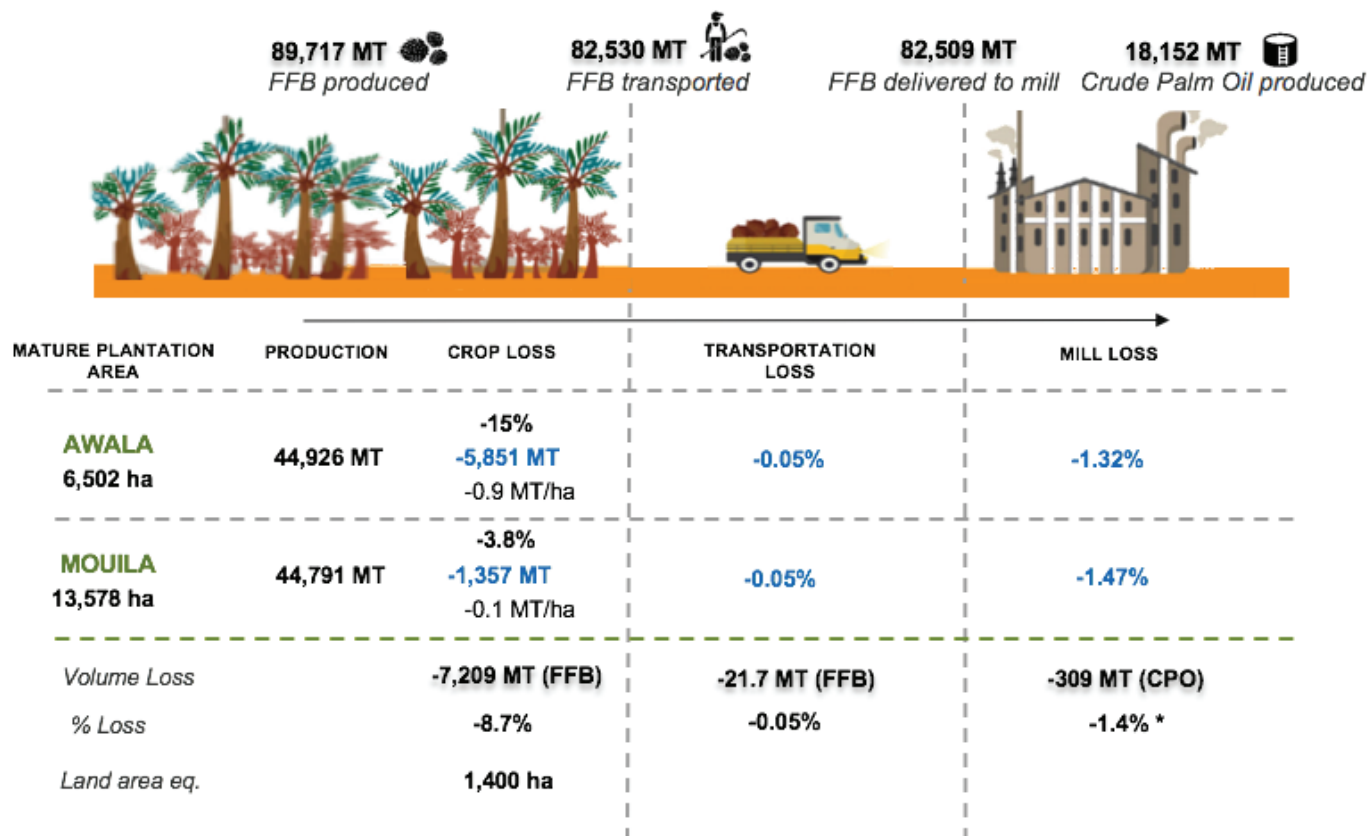 89,717 MT
FFB produced
82,530 MT
FFB transported
82,509 MT
FFB delivered to mill
18,152 MT
Crude Palm Oil produced
MATURE PLANTATION
AREA
PRODUCTION
CROP LOSS
TRANSPORTATION
LOSS
MILL LOSS
AWALA
6,502 ha
44,926 MT
-15%
-5,851 MT
-0.9 MT/ha
-0.05%
-1.32%
MOUILA
13,578 ha
44,791 MT
-3.8%
-1,357 MT
-0.1 MT/ha
-0.05%
-1.47%
Volume Loss
-7,209 MT (FFB)
-21.7 MT (FFB)
-309 MT (CPO)
% Loss
-8.7%
-0.05%
-1.4% *
Land area eq.
1,400 ha